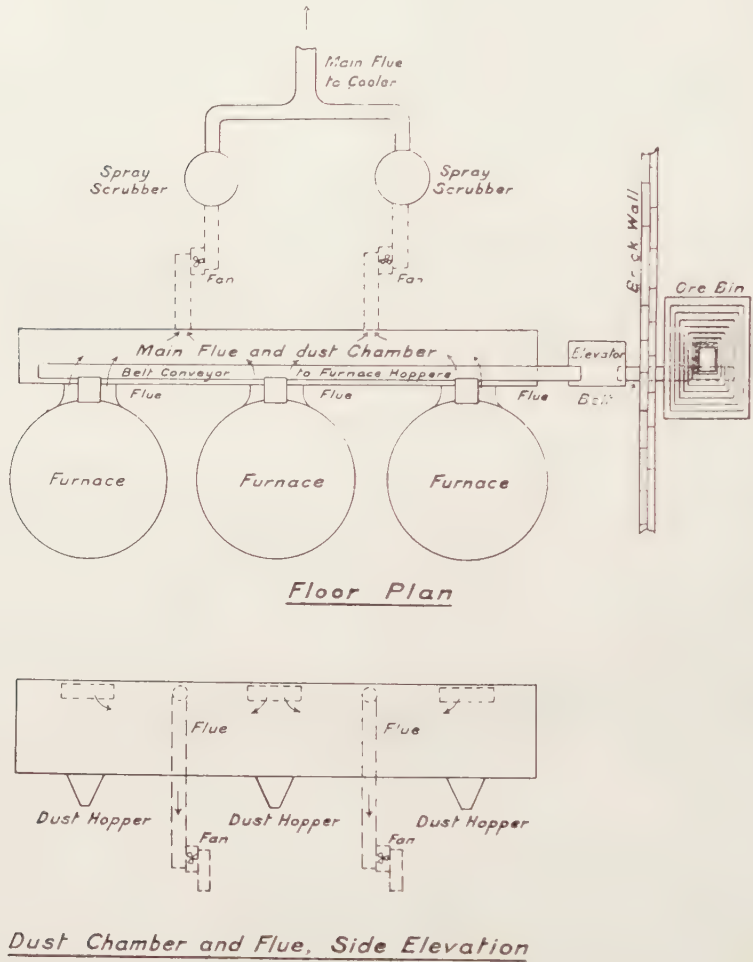 Main Flue
to Cooler
Spray
Scrubber
Spray
Scrubber
Fan
Fan
Brick Wall
Ore Bin
Main Flue and dust Chamber
Elevator
Belt Conveyor to Furnace Hoppers
Flue
Flue
Flue
Belt
Furnace
Furnace
Furnace
Floor Plan
Flue
Flue
Dust Hopper
Dust Hopper
Dust Hopper
Fan
Fan
Dust Chamber and Flue, Side Elevation